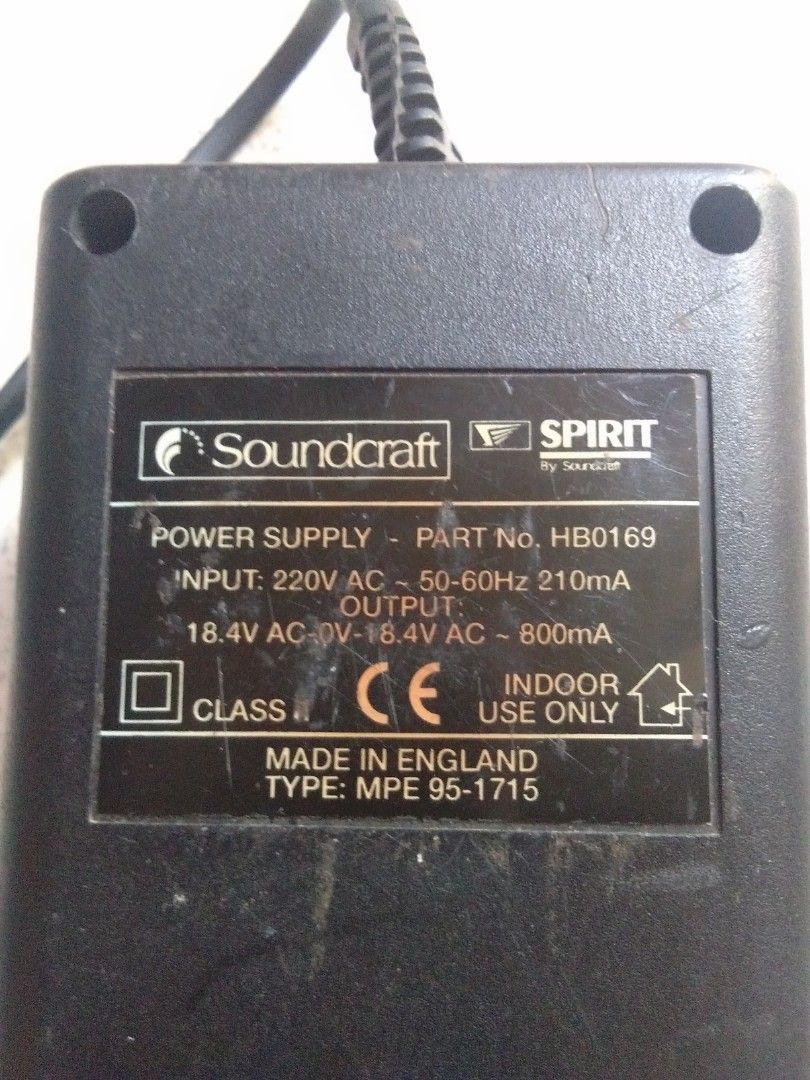 Soundcraft
SPIRIT
By Soundcraft
POWER SUPPLY - PART No. HB0169
INPUT: 220V AC ~ 50-60Hz 210mA
OUTPUT:
18.4V AC-0V-18.4V AC ~ 800mA
CLASS II
CE
INDOOR
USE ONLY
MADE IN ENGLAND
TYPE: MPE 95-1715